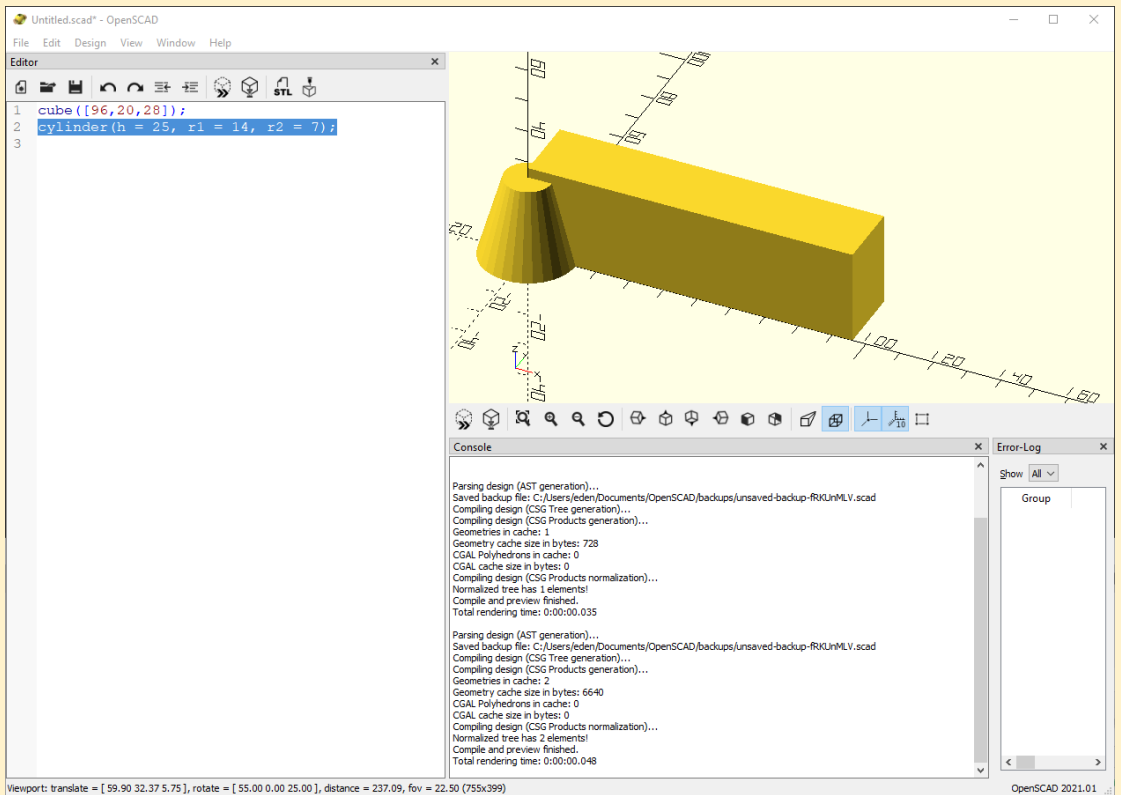 Untitled.scad* - OpenSCAD
File Edit Design View Window Help
Editor
STL
1 cube([96,20,28]);
2 cylinder(h = 25, r1 = 14, r2 = 7);
3
20
20
100
120
140
160
z
y
x
10
Console
Parsing design (AST generation)...
Saved backup file: C:/Users/eden/Documents/OpenSCAD/backups/unsaved-backup-fRKUnMLV.scad
Compiling design (CSG Tree generation)...
Compiling design (CSG Products generation)...
Geometries in cache: 1
Geometry cache size in bytes: 728
CGAL Polyhedrons in cache: 0
CGAL cache size in bytes: 0
Compiling design (CSG Products normalization)...
Normalized tree has 1 elements!
Compile and preview finished.
Total rendering time: 0:00:00.035
Parsing design (AST generation)...
Saved backup file: C:/Users/eden/Documents/OpenSCAD/backups/unsaved-backup-fRKUnMLV.scad
Compiling design (CSG Tree generation)...
Compiling design (CSG Products generation)...
Geometries in cache: 2
Geometry cache size in bytes: 6640
CGAL Polyhedrons in cache: 0
CGAL cache size in bytes: 0
Compiling design (CSG Products normalization)...
Normalized tree has 2 elements!
Compile and preview finished.
Total rendering time: 0:00:00.048
Error-Log
Show All
Group
Viewport: translate = [ 59.90 32.37 5.75 ], rotate = [ 55.00 0.00 25.00 ], distance = 237.09, fov = 22.50 (755x399)
OpenSCAD 2021.01